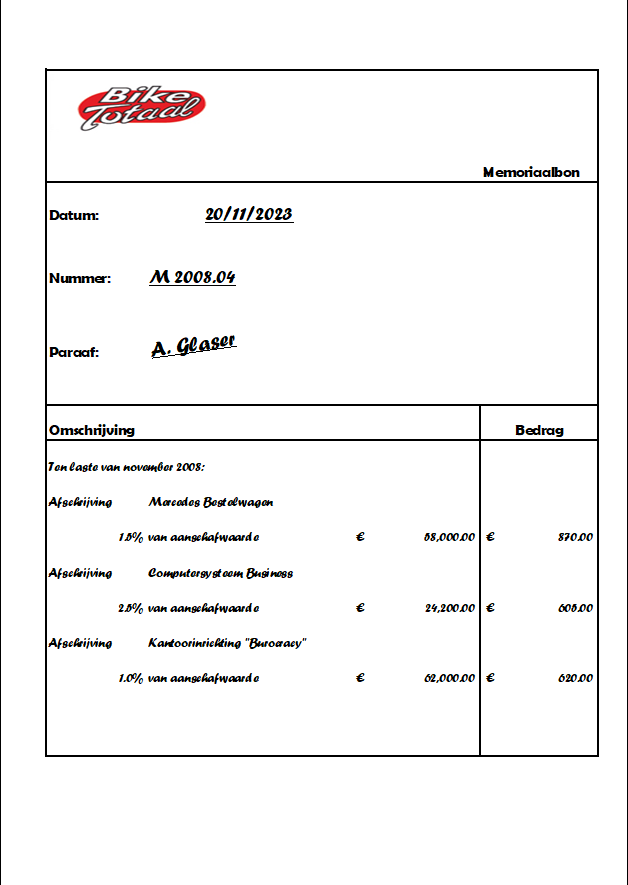 Bike
Totaal
Memoriaalbon
Datum: 20/11/2023
Nummer: M 2008.04
Paraaf: A. Glaser
Omschrijving Bedrag
Ten laste van november 2008:
Afschrijving Mercedes Bestelwagen
1.5% van aanschafwaarde € 58,000.00 € 870.00
Afschrijving Computersysteem Business
2.5% van aanschafwaarde € 24,200.00 € 605.00
Afschrijving Kantoorinrichting "Burocracy"
1.0% van aanschafwaarde € 62,000.00 € 620.00